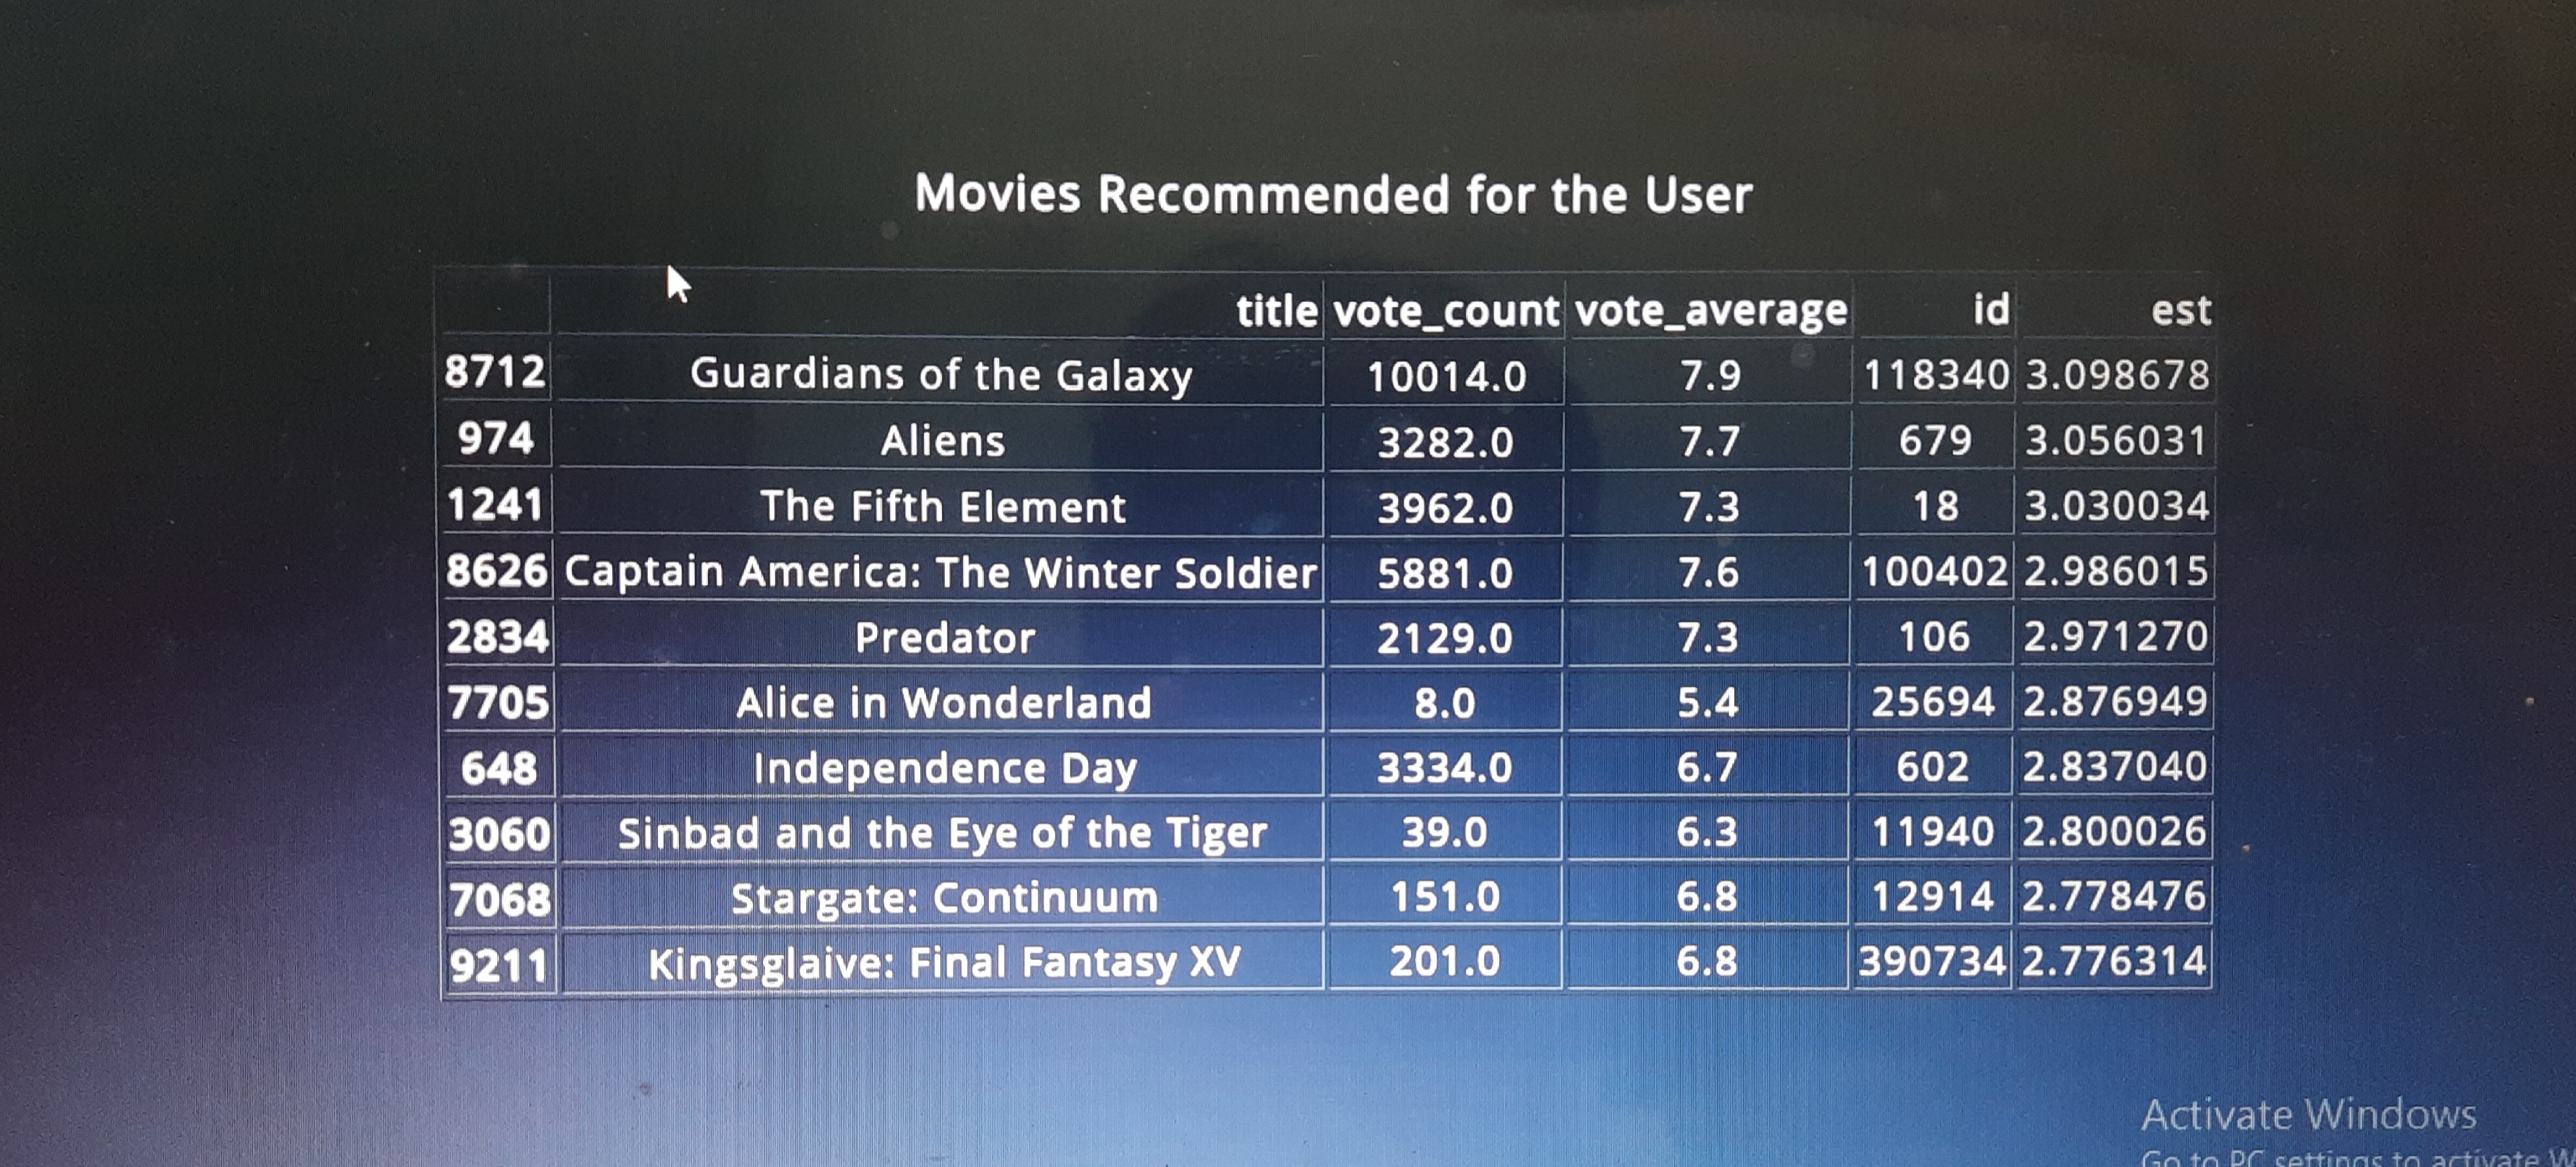 Movies Recommended for the User
title vote_count vote_average id est
8712 Guardians of the Galaxy 10014.0 7.9 118340 3.098678
974 Aliens 3282.0 7.7 679 3.056031
1241 The Fifth Element 3962.0 7.3 18 3.030034
8626 Captain America: The Winter Soldier 5881.0 7.6 100402 2.986015
2834 Predator 2129.0 7.3 106 2.971270
7705 Alice in Wonderland 8.0 5.4 25694 2.876949
648 Independence Day 3334.0 6.7 602 2.837040
3060 Sinbad and the Eye of the Tiger 39.0 6.3 11940 2.800026
7068 Stargate: Continuum 151.0 6.8 12914 2.778476
9211 Kingsglaive: Final Fantasy XV 201.0 6.8 390734 2.776314
Activate Windows
Go to PC settings to activate W